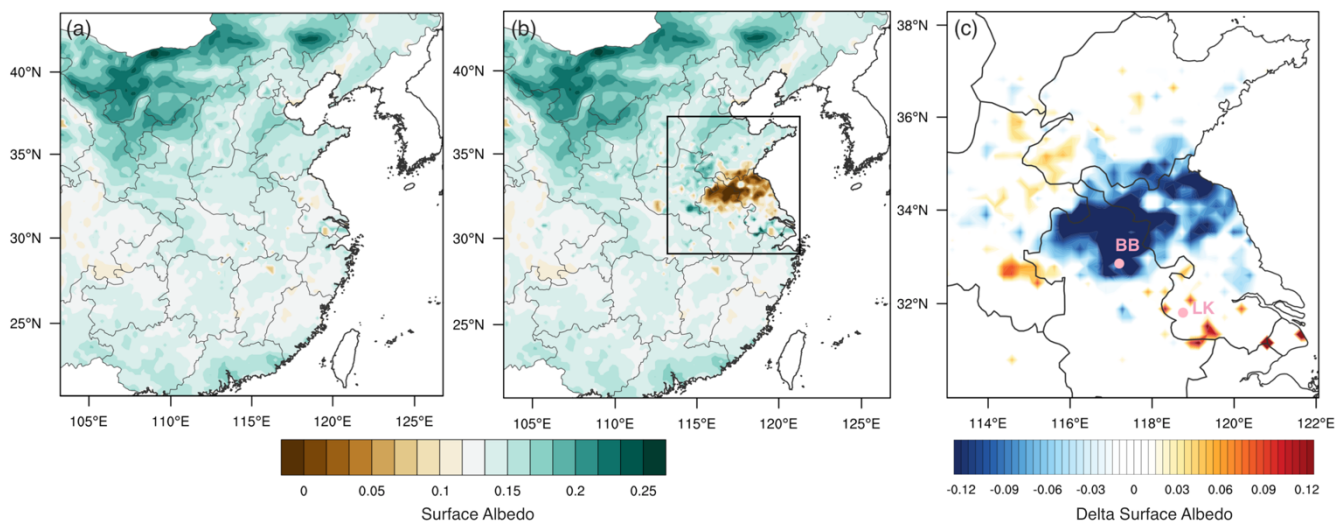 (a)
(b)
(c)
40°N
35°N
30°N
25°N
105°E 110°E 115°E 120°E 125°E
40°N
35°N
30°N
25°N
105°E 110°E 115°E 120°E 125°E
36°N
34°N
32°N
BB
LK
114°E 116°E 118°E 120°E 122°E
0 0.05 0.1 0.15 0.2 0.25
Surface Albedo
-0.12 -0.09 -0.06 -0.03 0 0.03 0.06 0.09 0.12
Delta Surface Albedo